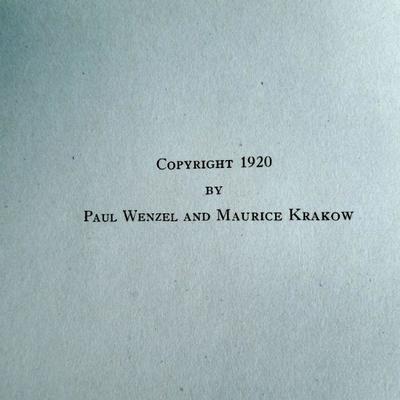 Copyright 1920
by
Paul Wenzel and Maurice Krakow